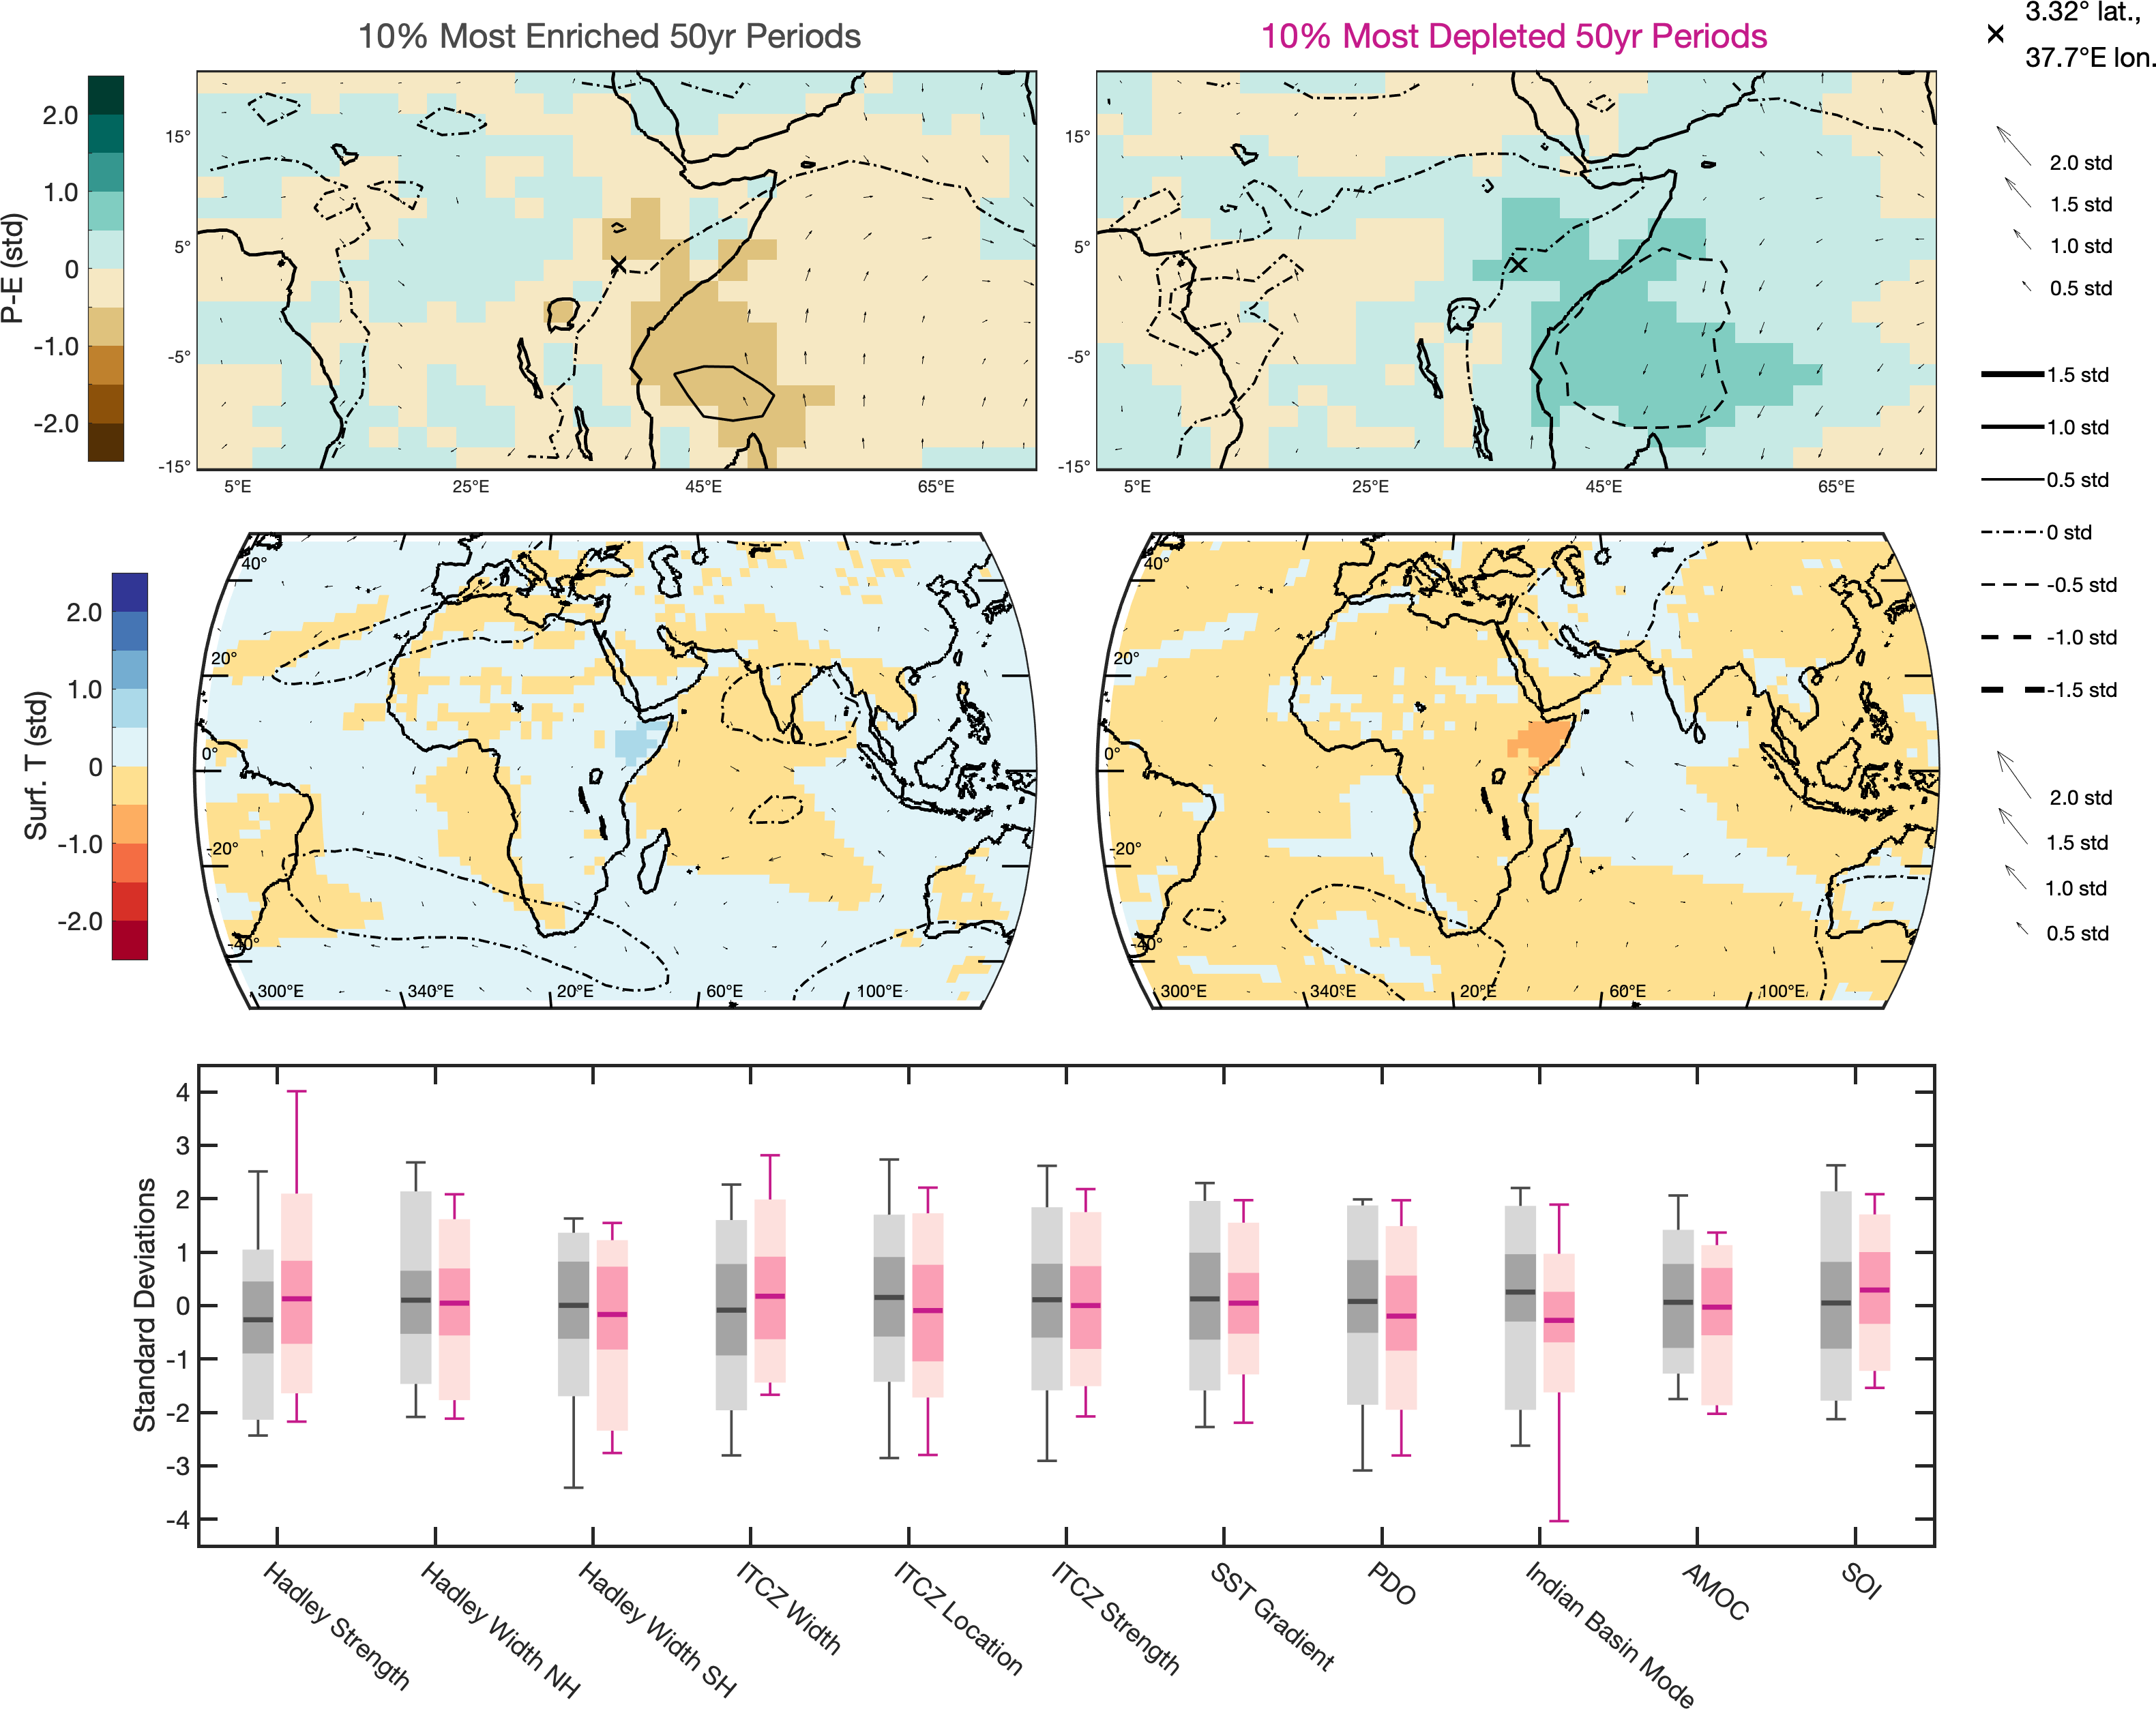 10% Most Enriched 50yr Periods
10% Most Depleted 50yr Periods
3.32° lat.,
37.7°E lon.
P-E (std)
2.0
1.0
0
-1.0
-2.0
15°
5°
-5°
-15°
5°E
25°E
45°E
65°E
15°
5°
-5°
-15°
5°E
25°E
45°E
65°E
2.0 std
1.5 std
1.0 std
0.5 std
1.5 std
1.0 std
0.5 std
0 std
-0.5 std
-1.0 std
-1.5 std
Surf. T (std)
2.0
1.0
0
-1.0
-2.0
40°
20°
0°
-20°
-40°
300°E
340°E
20°E
60°E
100°E
40°
20°
0°
-20°
-40°
300°E
340°E
20°E
60°E
100°E
2.0 std
1.5 std
1.0 std
0.5 std
Standard Deviations
4
3
2
1
0
-1
-2
-3
-4
Hadley Strength
Hadley Width NH
Hadley Width SH
ITCZ Width
ITCZ Location
ITCZ Strength
SST Gradient
PDO
Indian Basin Mode
AMOC
SOI